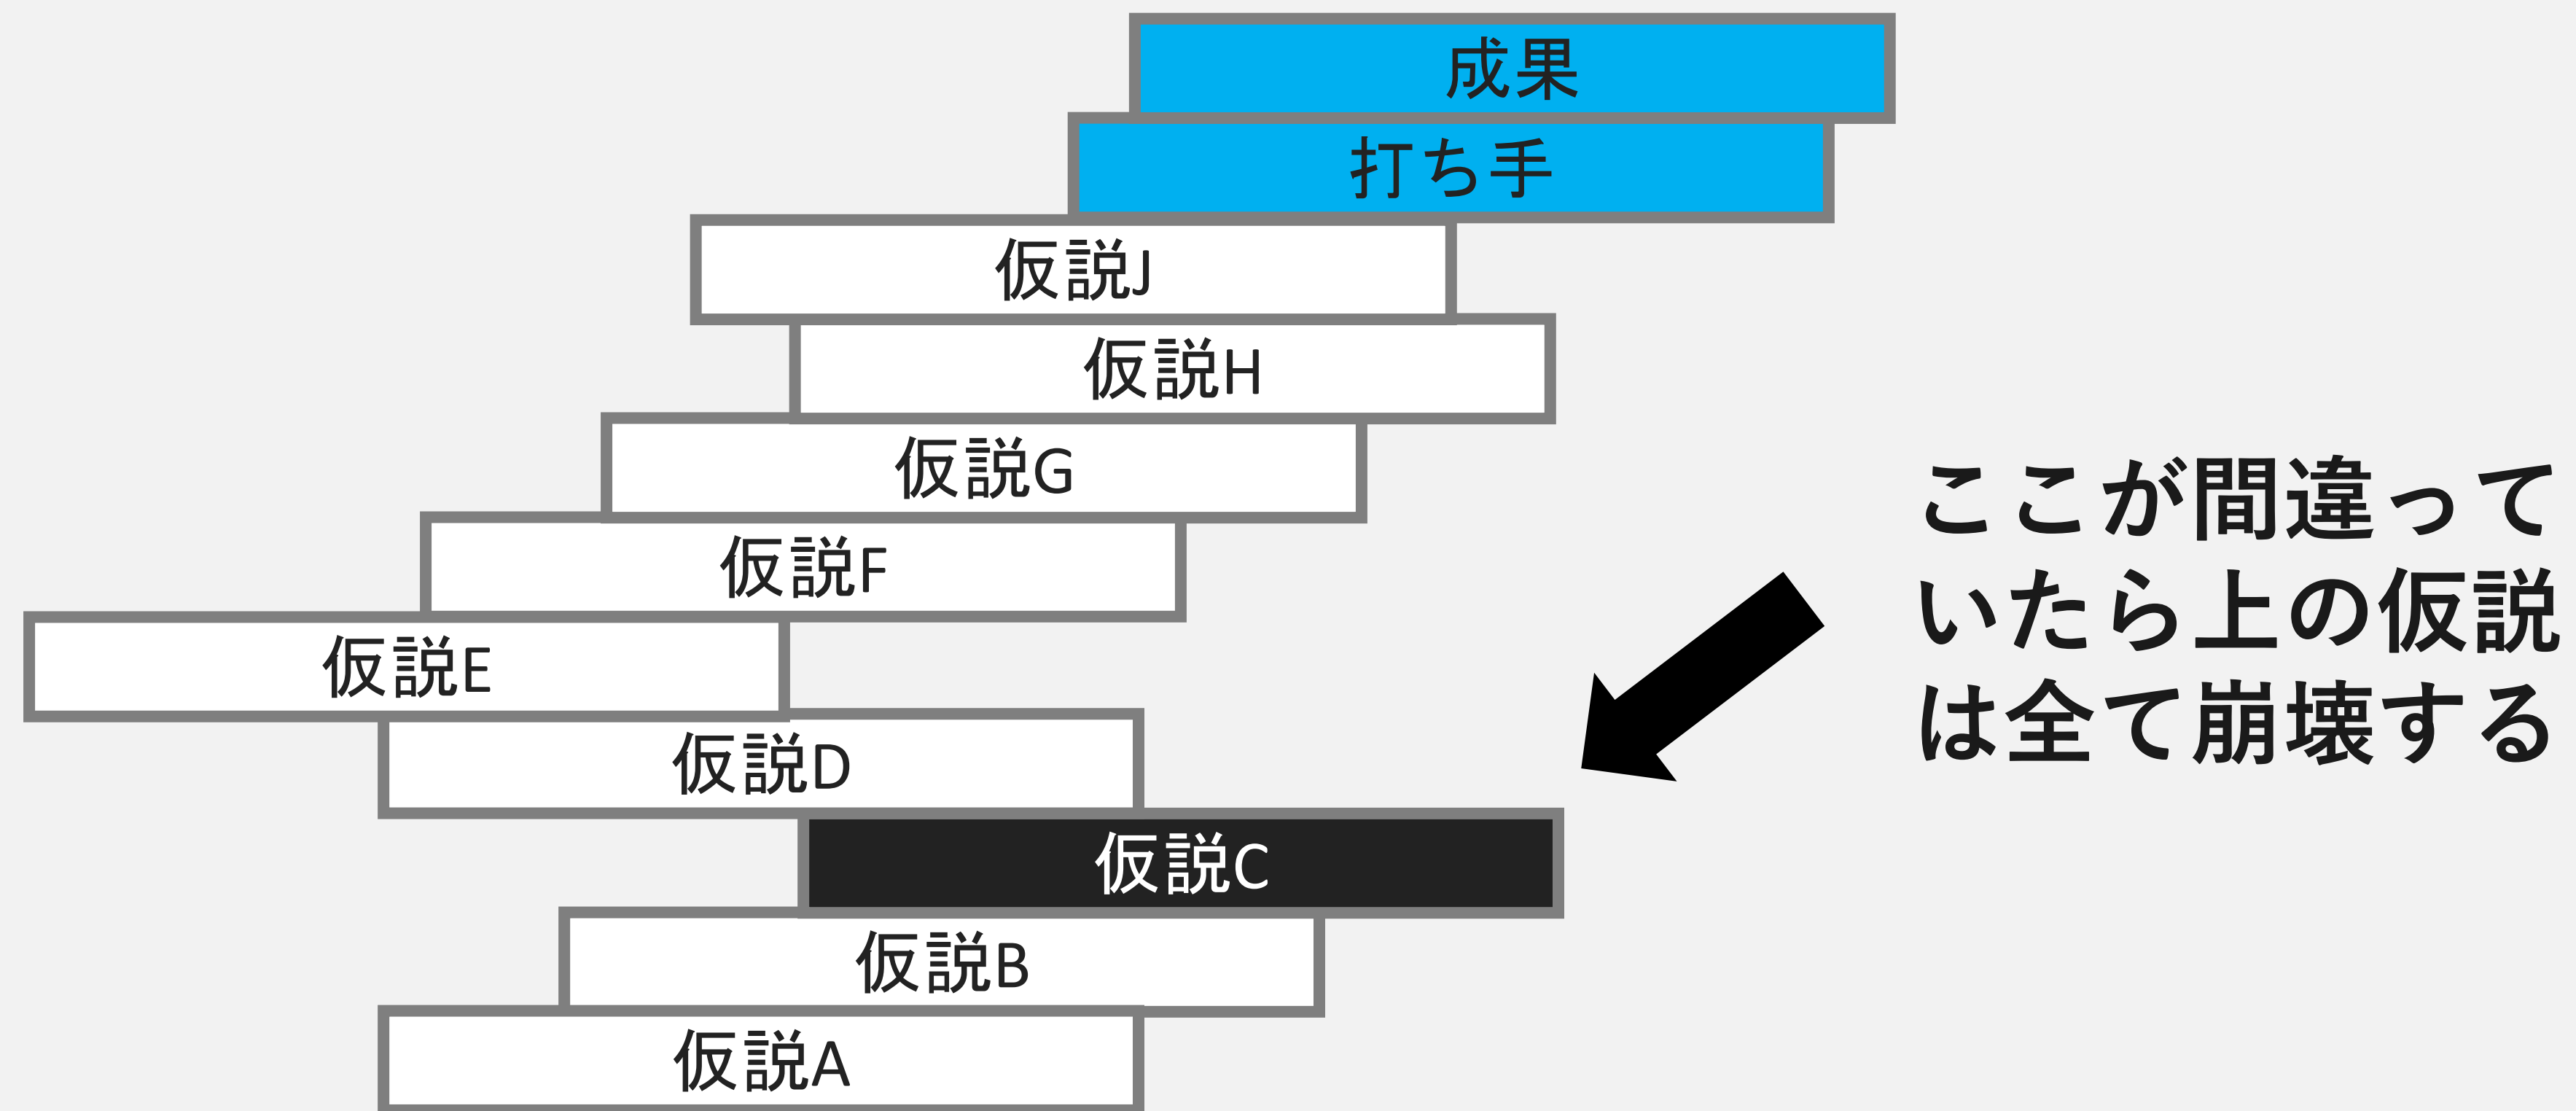 成果
打ち手
仮説J
仮説H
仮説G
仮説F
仮説E
仮説D
仮説C
仮説B
仮説A
ここが間違って
いたら上の仮説
は全て崩壊する